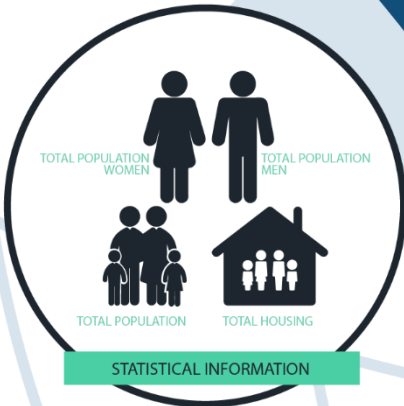 TOTAL POPULATION
WOMEN
TOTAL POPULATION
MEN
TOTAL POPULATION
TOTAL HOUSING
STATISTICAL INFORMATION